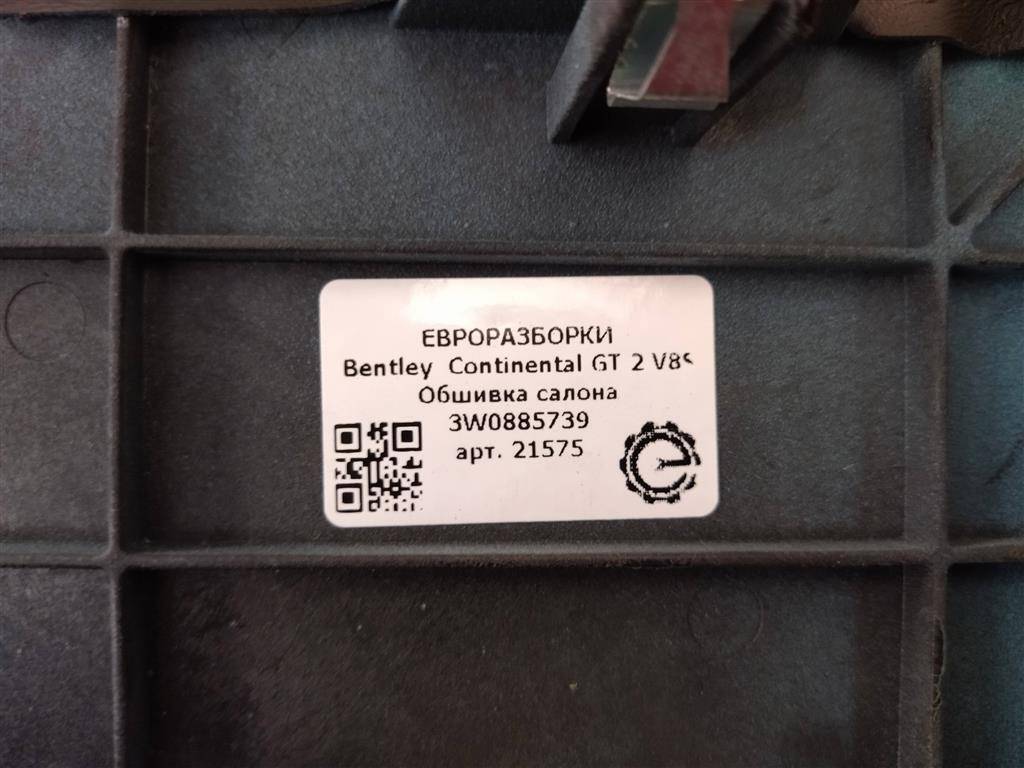 ЕВРОРАЗБОРКИ
Bentley Continental GT 2 V8S
Обшивка салона
3W0885739
арт. 21575